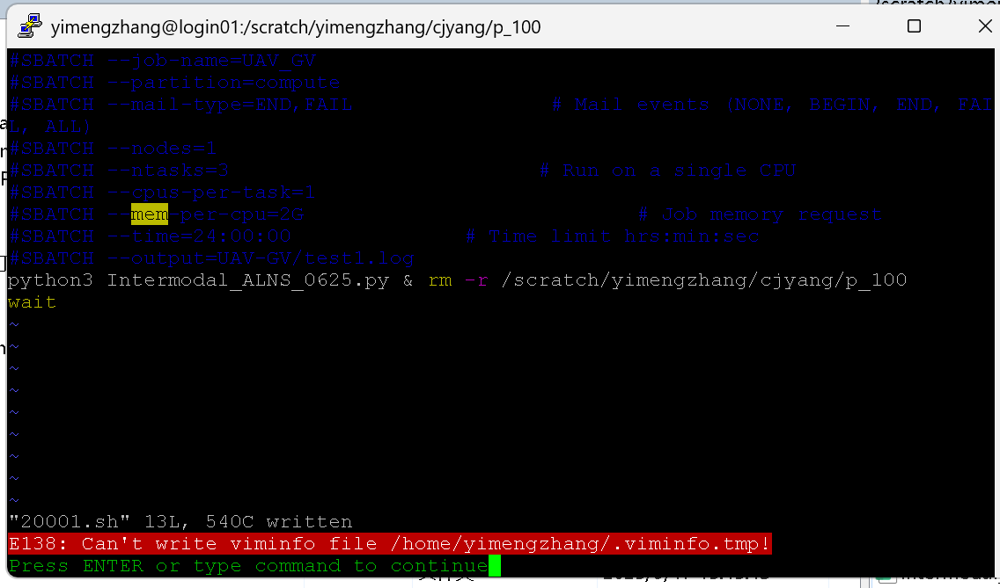 yimengzhang@login01:/scratch/yimengzhang/cjyang/p_100
#SBATCH --job-name=UAV_GV
#SBATCH --partition=compute
#SBATCH --mail-type=END,FAIL # Mail events (NONE, BEGIN, END, FAI
L, ALL)
#SBATCH --nodes=1
#SBATCH --ntasks=3 # Run on a single CPU
#SBATCH --cpus-per-task=1
#SBATCH --mem-per-cpu=2G # Job memory request
#SBATCH --time=24:00:00 # Time limit hrs:min:sec
#SBATCH --output=UAV-GV/test1.log
python3 Intermodal_ALNS_0625.py & rm -r /scratch/yimengzhang/cjyang/p_100
wait
~
~
~
~
~
~
~
~
~
"20001.sh" 13L, 540C written
E138: Can't write viminfo file /home/yimengzhang/.viminfo.tmp!
Press ENTER or type command to continue